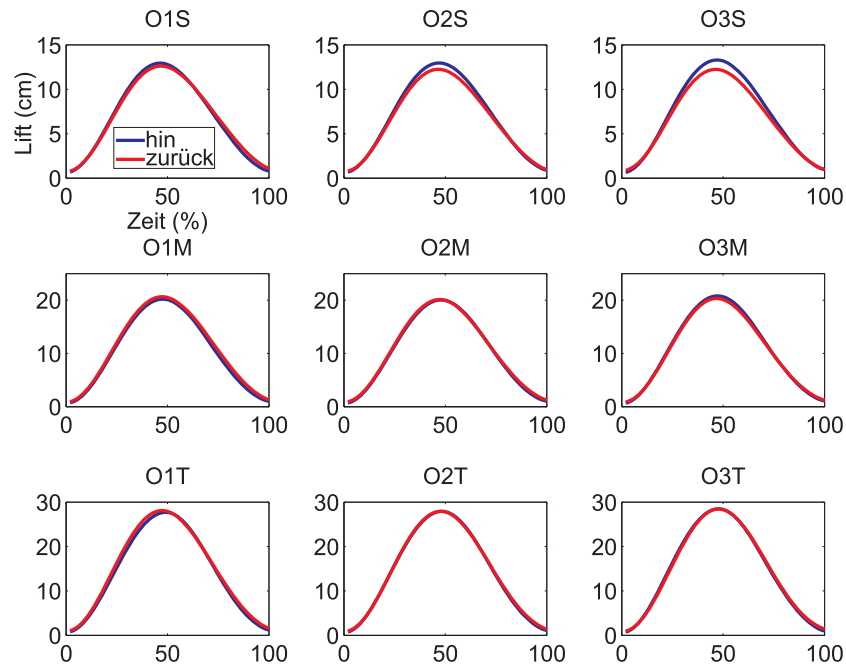 O1S O2S O3S
15 15 15
10 10 10
5 5 5
0 0 0
Lift (cm)
hin
zurück
0 50 100 0 50 100 0 50 100
Zeit (%)
O1M O2M O3M
20 20 20
10 10 10
0 0 0
0 50 100 0 50 100 0 50 100
O1T O2T O3T
30 30 30
20 20 20
10 10 10
0 0 0
0 50 100 0 50 100 0 50 100